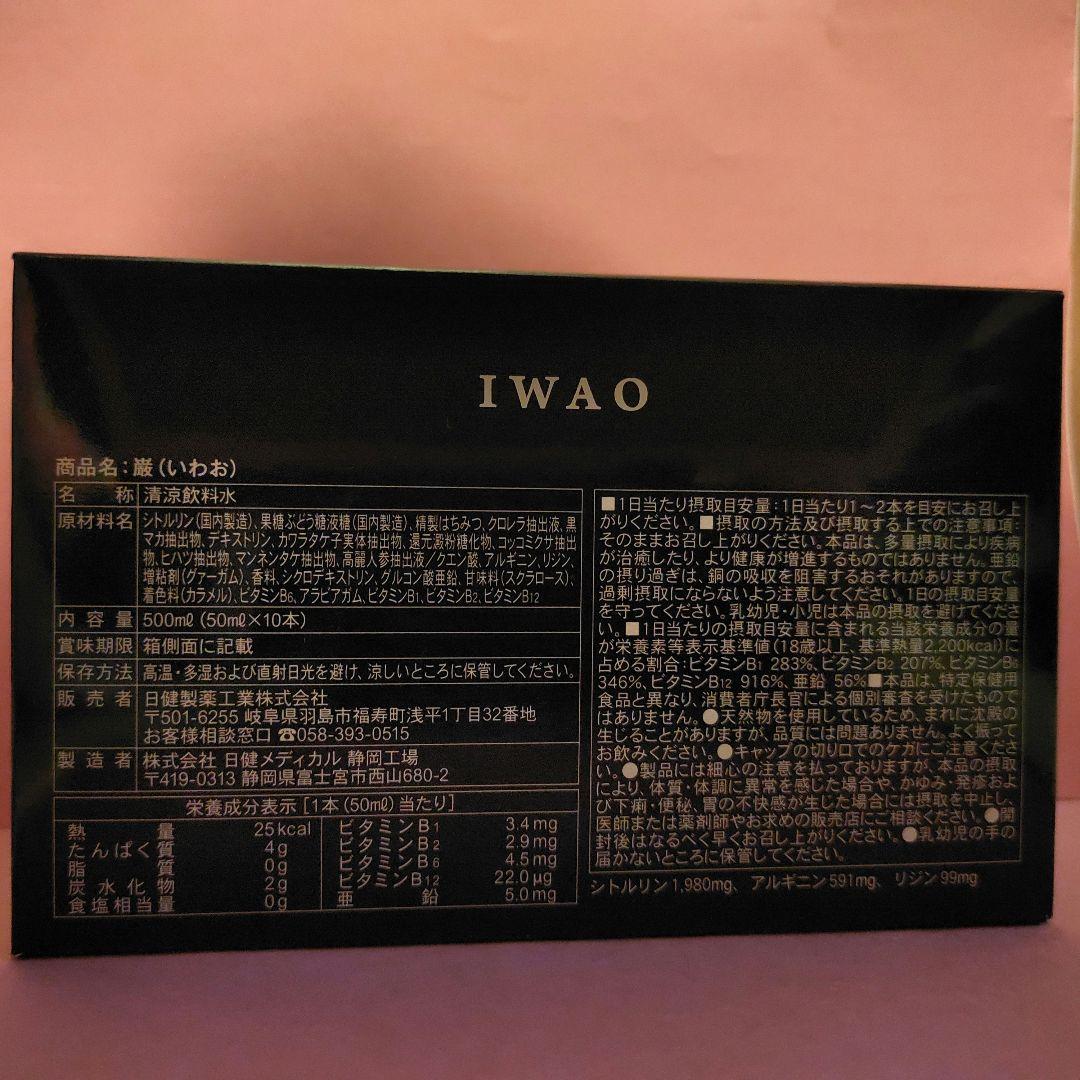 IWAO
商品名：巌(いわお)
名称 清涼飲料水
原材料名 シトルリン(国内製造)、果糖ぶどう糖液糖(国内製造)、精製はちみつ、クロレラ抽出液、黒
マカ抽出物、デキストリン、カワラタケ子実体抽出物、還元澱粉糖化物、コッコミクサ抽出
物、ヒハツ抽出物、マンネンタケ抽出物、高麗人参抽出液／クエン酸、アルギニン、リジン、
増粘剤(グァーガム)、香料、シクロデキストリン、グルコン酸亜鉛、甘味料(スクラロース)、
着色料(カラメル)、ビタミンB6、アラビアガム、ビタミンB1、ビタミンB2、ビタミンB12
内容量 500mℓ(50mℓ×10本)
賞味期限 箱側面に記載
保存方法 高温・多湿および直射日光を避け、涼しいところに保管してください。
販売者 日健製薬工業株式会社
〒501-6255 岐阜県羽島市福寿町浅平1丁目32番地
お客様相談窓口 ☎058-393-0515
製造者 株式会社 日健メディカル 静岡工場
〒419-0313 静岡県富士宮市西山680-2
栄養成分表示[1本(50mℓ)当たり]
熱量 25kcal
たんぱく質 4g
脂質 0g
炭水化物 2g
食塩相当量 0g
ビタミンB1 3.4mg
ビタミンB2 2.9mg
ビタミンB6 4.5mg
ビタミンB12 22.0μg
亜鉛 5.0mg
■1日当たり摂取目安量：1日当たり1～2本を目安にお召し上
がりください。■摂取の方法及び摂取する上での注意事項：
そのままお召し上がりください。本品は、多量摂取により疾病
が治癒したり、より健康が増進するものではありません。亜鉛
の摂り過ぎは、銅の吸収を阻害するおそれがありますので、
過剰摂取にならないよう注意してください。1日の摂取目安量
を守ってください。乳幼児・小児は本品の摂取を避けてくださ
い。■1日当たりの摂取目安量に含まれる当該栄養成分の量
が栄養素等表示基準値(18歳以上、基準熱量2,200kcal)に
占める割合：ビタミンB1 283%、ビタミンB2 207%、ビタミンB6
346%、ビタミンB12 916%、亜鉛 56%■本品は、特定保健用
食品と異なり、消費者庁長官による個別審査を受けたもので
はありません。●天然物を使用しているため、まれに沈殿の
生じることがありますが、品質には問題ありません。よく振って
お飲みください。●キャップの切り口でのケガにご注意くださ
い。●製品には細心の注意を払っておりますが、本品の摂取
により、体質・体調に異常を感じた場合や、かゆみ・発疹およ
び下痢・便秘、胃の不快感が生じた場合には摂取を中止し、
医師または薬剤師やお求めの販売店にご相談ください。●開
封後はなるべく早くお召し上がりください。●乳幼児の手の
届かないところに保管してください。
シトルリン1,980mg、アルギニン591mg、リジン99mg